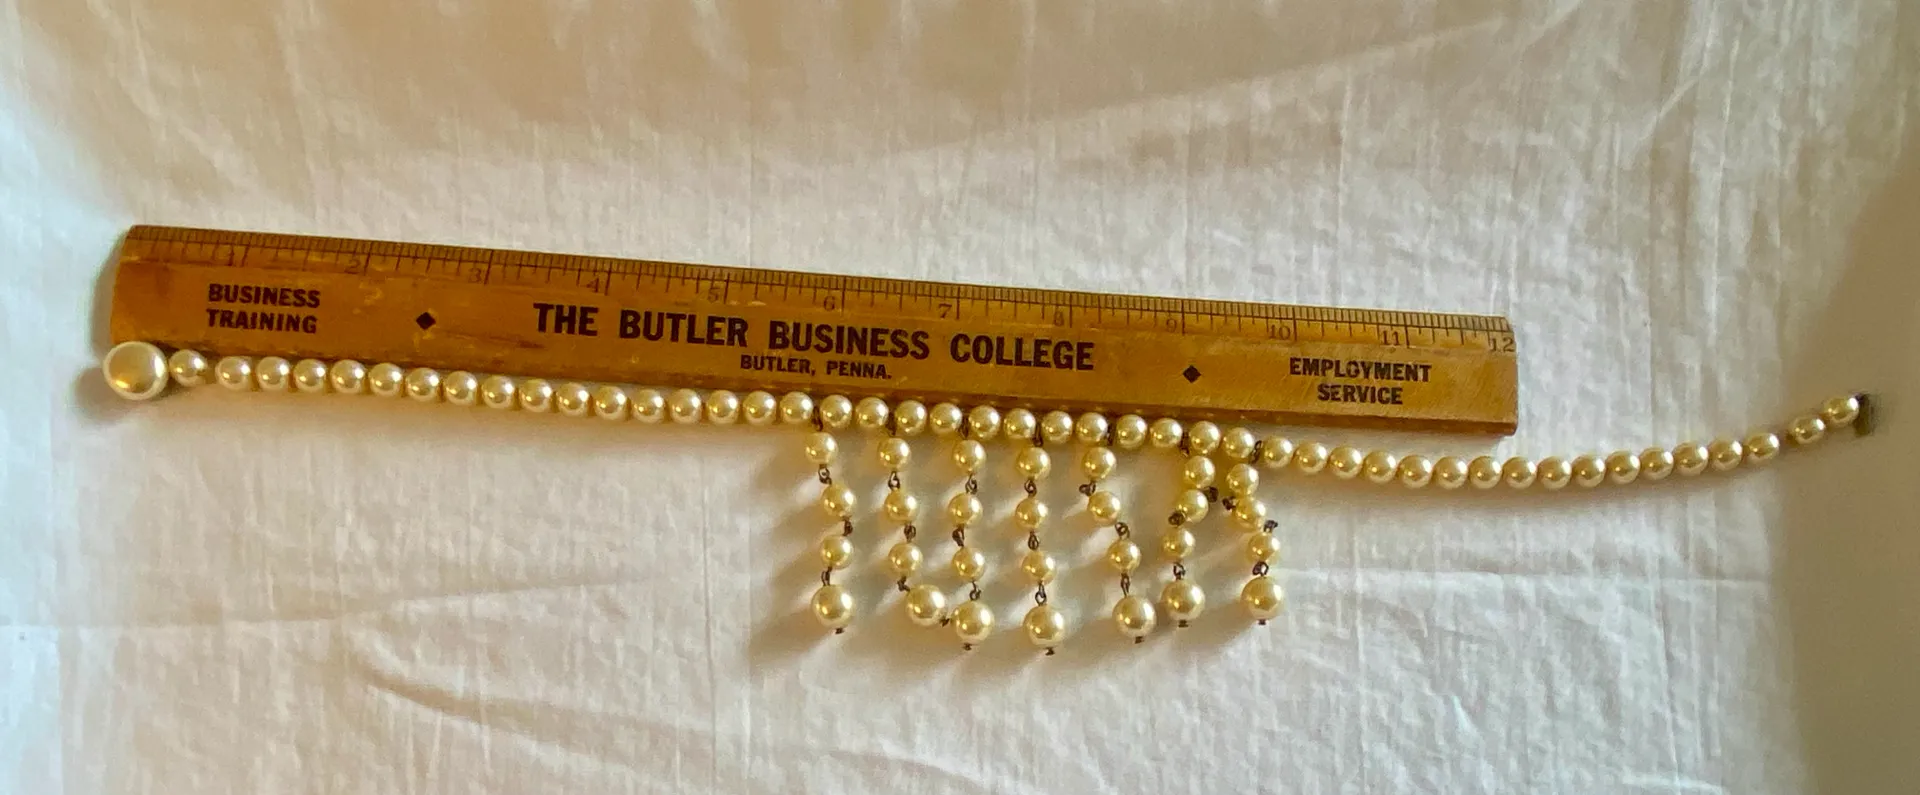 1 2 3 4 5 6 7 8 9 10 11 12
BUSINESS
TRAINING
THE BUTLER BUSINESS COLLEGE
BUTLER, PENNA.
EMPLOYMENT
SERVICE